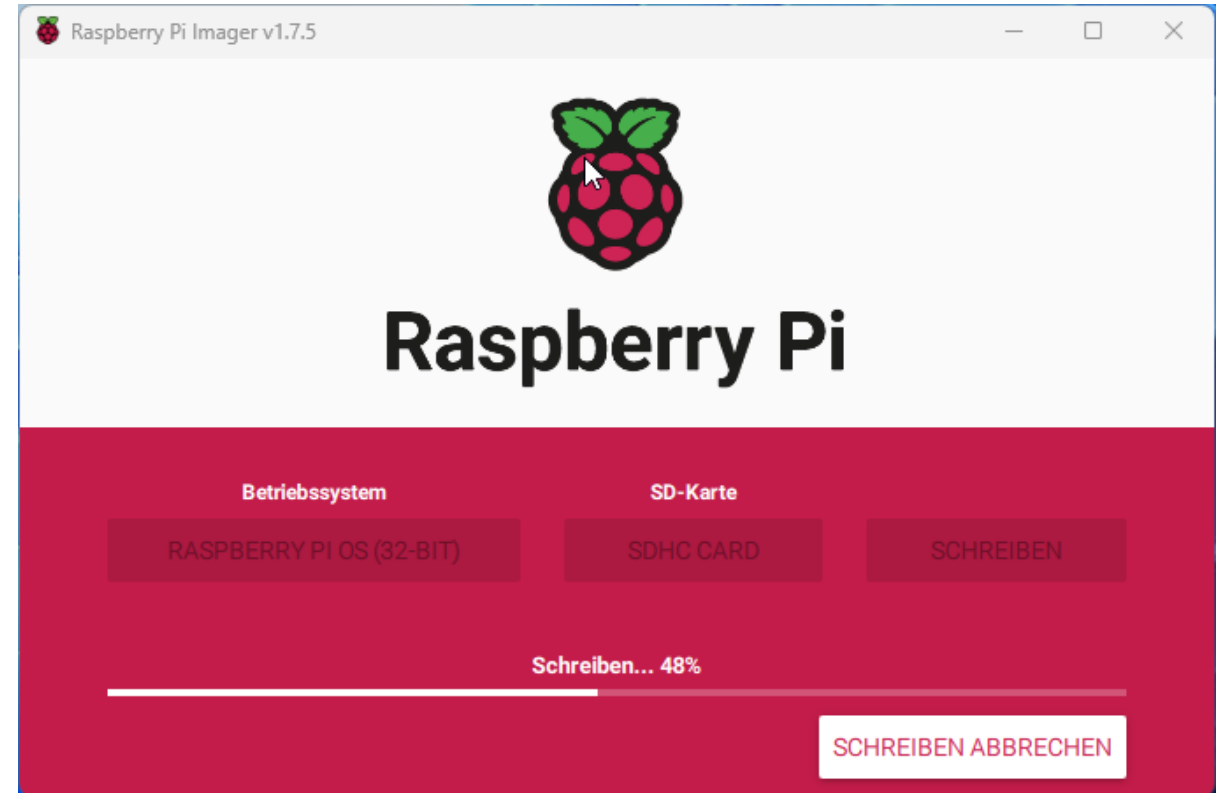 Raspberry Pi Imager v1.7.5
Raspberry Pi
Betriebssystem
SD-Karte
RASPBERRY PI OS (32-BIT)
SDHC CARD
SCHREIBEN
Schreiben... 48%
SCHREIBEN ABBRECHEN